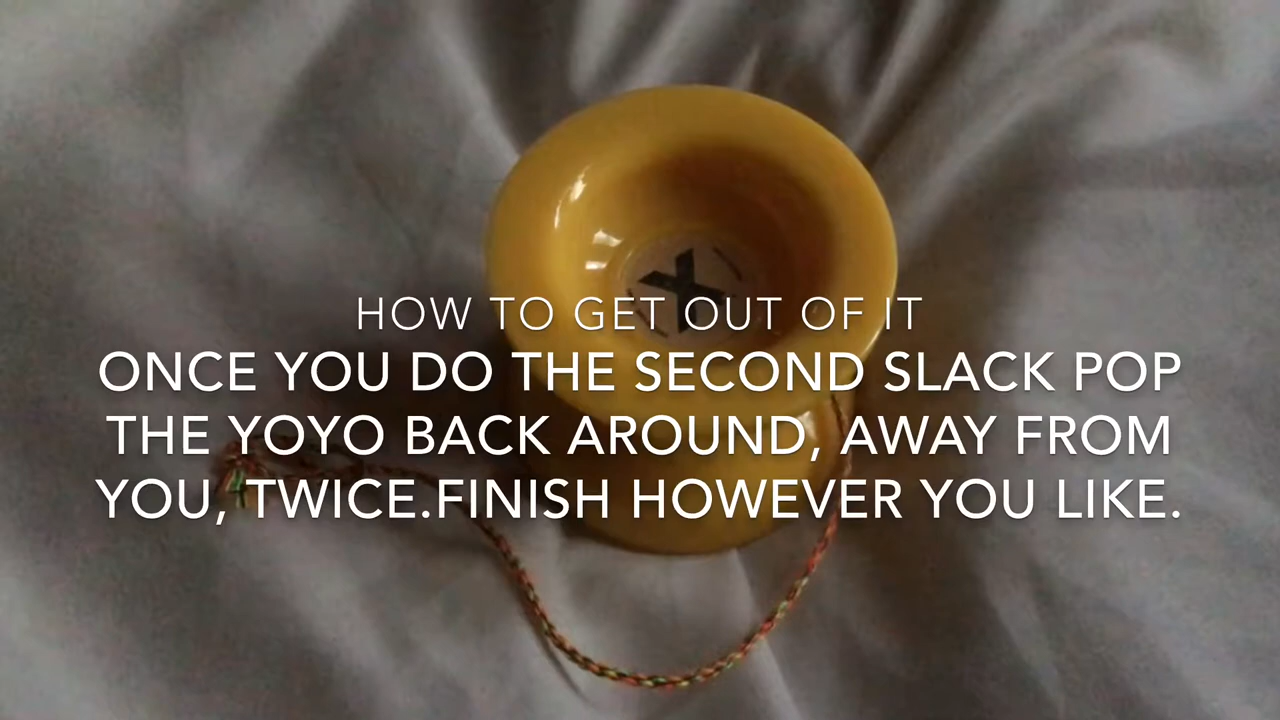 HOW TO GET OUT OF IT
ONCE YOU DO THE SECOND SLACK POP
THE YOYO BACK AROUND, AWAY FROM
YOU, TWICE.FINISH HOWEVER YOU LIKE.
X